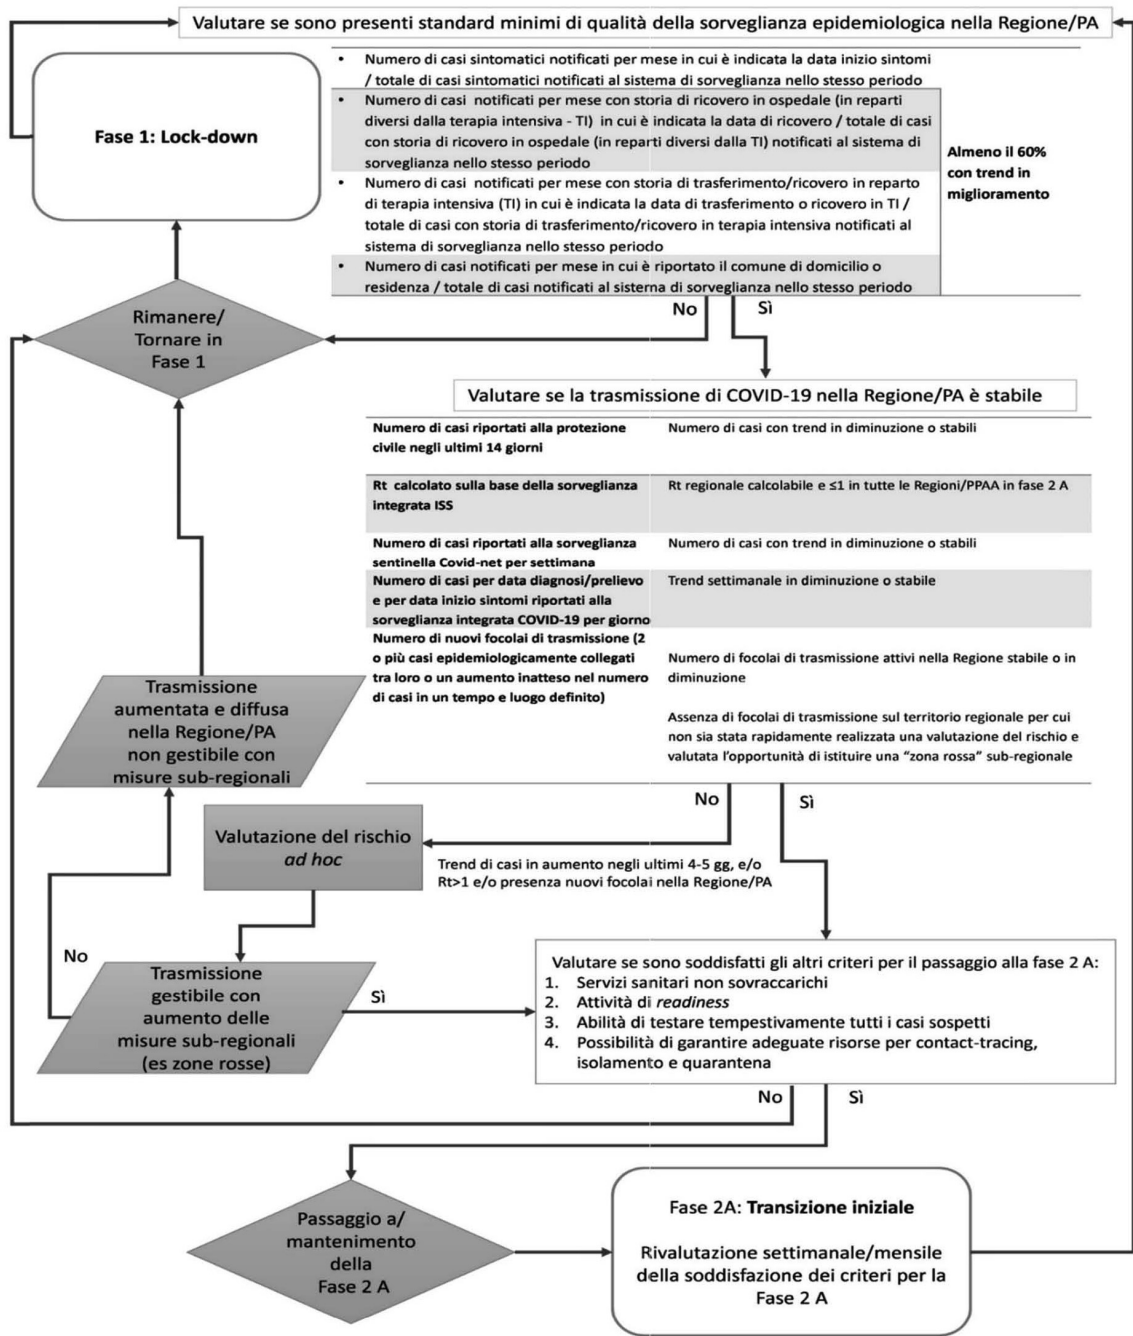 Valutare se sono presenti standard minimi di qualità della sorveglianza epidemiologica nella Regione/PA
Fase 1: Lock-down
• Numero di casi sintomatici notificati per mese in cui è indicata la data inizio sintomi
/ totale di casi sintomatici notificati al sistema di sorveglianza nello stesso periodo
• Numero di casi notificati per mese con storia di ricovero in ospedale (in reparti
diversi dalla terapia intensiva - TI) in cui è indicata la data di ricovero / totale di casi
con storia di ricovero in ospedale (in reparti diversi dalla TI) notificati al sistema di
sorveglianza nello stesso periodo
• Numero di casi notificati per mese con storia di trasferimento/ricovero in reparto
di terapia intensiva (TI) in cui è indicata la data di trasferimento o ricovero in TI /
totale di casi con storia di trasferimento/ricovero in terapia intensiva notificati al
sistema di sorveglianza nello stesso periodo
• Numero di casi notificati per mese in cui è riportato il comune di domicilio o
residenza / totale di casi notificati al sistema di sorveglianza nello stesso periodo
Almeno il 60%
con trend in
miglioramento
No
Sì
Rimanere/
Tornare in
Fase 1
Valutare se la trasmissione di COVID-19 nella Regione/PA è stabile
Numero di casi riportati alla protezione
civile negli ultimi 14 giorni
Numero di casi con trend in diminuzione o stabili
Rt calcolato sulla base della sorveglianza
integrata ISS
Rt regionale calcolabile e ≤1 in tutte le Regioni/PPAA in fase 2 A
Numero di casi riportati alla sorveglianza
sentinella Covid-net per settimana
Numero di casi con trend in diminuzione o stabili
Numero di casi per data diagnosi/prelievo
e per data inizio sintomi riportati alla
sorveglianza integrata COVID-19 per giorno
Trend settimanale in diminuzione o stabile
Numero di nuovi focolai di trasmissione (2
o più casi epidemiologicamente collegati
tra loro o un aumento inatteso nel numero
di casi in un tempo e luogo definito)
Numero di focolai di trasmissione attivi nella Regione stabile o in
diminuzione
Assenza di focolai di trasmissione sul territorio regionale per cui
non sia stata rapidamente realizzata una valutazione del rischio e
valutata l'opportunità di istituire una "zona rossa" sub-regionale
Trasmissione
aumentata e diffusa
nella Regione/PA
non gestibile con
misure sub-regionali
No
Sì
Valutazione del rischio
ad hoc
Trend di casi in aumento negli ultimi 4-5 gg, e/o
Rt>1 e/o presenza nuovi focolai nella Regione/PA
No
Trasmissione
gestibile con
aumento delle
misure sub-regionali
(es zone rosse)
Sì
Valutare se sono soddisfatti gli altri criteri per il passaggio alla fase 2 A:
1. Servizi sanitari non sovraccarichi
2. Attività di readiness
3. Abilità di testare tempestivamente tutti i casi sospetti
4. Possibilità di garantire adeguate risorse per contact-tracing,
isolamento e quarantena
No
Sì
Passaggio a/
mantenimento
della
Fase 2 A
Fase 2A: Transizione iniziale
Rivalutazione settimanale/mensile
della soddisfazione dei criteri per la
Fase 2 A